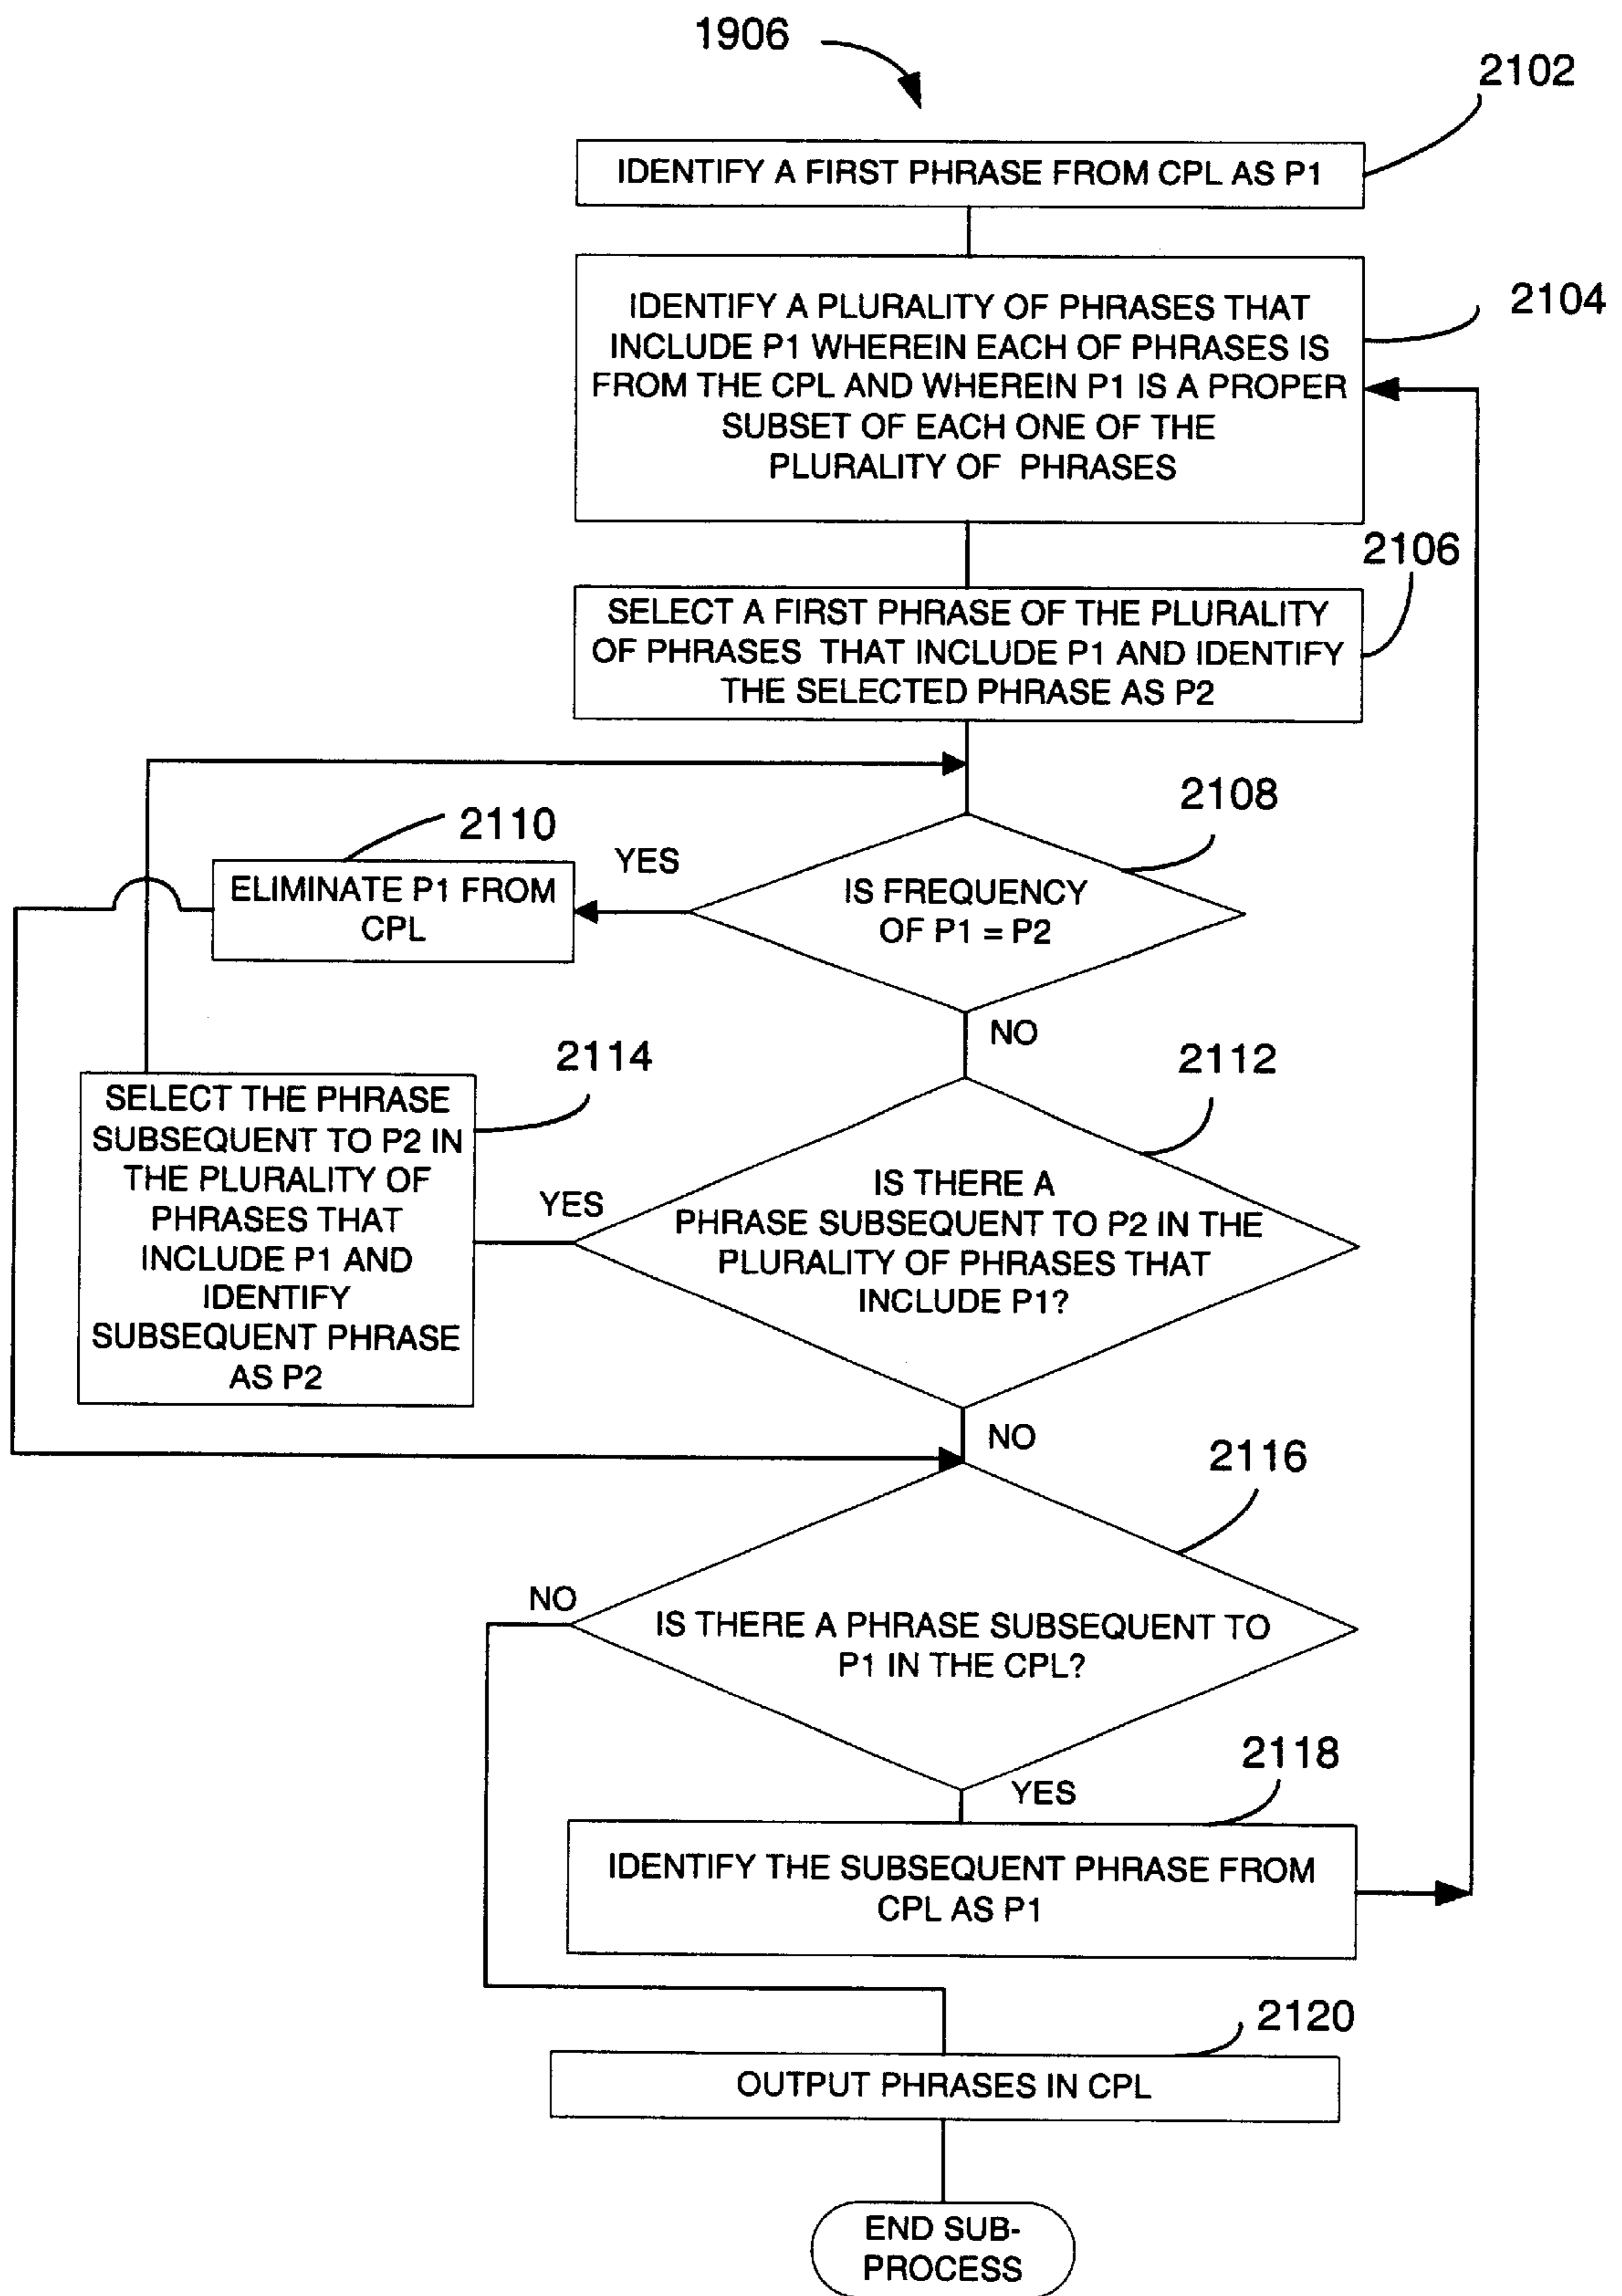 1906
2102
IDENTIFY A FIRST PHRASE FROM CPL AS P1
2104
IDENTIFY A PLURALITY OF PHRASES THAT
INCLUDE P1 WHEREIN EACH OF PHRASES IS
FROM THE CPL AND WHEREIN P1 IS A PROPER
SUBSET OF EACH ONE OF THE
PLURALITY OF PHRASES
2106
SELECT A FIRST PHRASE OF THE PLURALITY
OF PHRASES THAT INCLUDE P1 AND IDENTIFY
THE SELECTED PHRASE AS P2
2108
2110
YES
ELIMINATE P1 FROM
CPL
IS FREQUENCY
OF P1 = P2
NO
2114
2112
SELECT THE PHRASE
SUBSEQUENT TO P2 IN
THE PLURALITY OF
PHRASES THAT
INCLUDE P1 AND
IDENTIFY
SUBSEQUENT PHRASE
AS P2
YES
IS THERE A
PHRASE SUBSEQUENT TO P2 IN THE
PLURALITY OF PHRASES THAT
INCLUDE P1?
NO
2116
NO
IS THERE A PHRASE SUBSEQUENT TO
P1 IN THE CPL?
2118
YES
IDENTIFY THE SUBSEQUENT PHRASE FROM
CPL AS P1
2120
OUTPUT PHRASES IN CPL
END SUB-
PROCESS